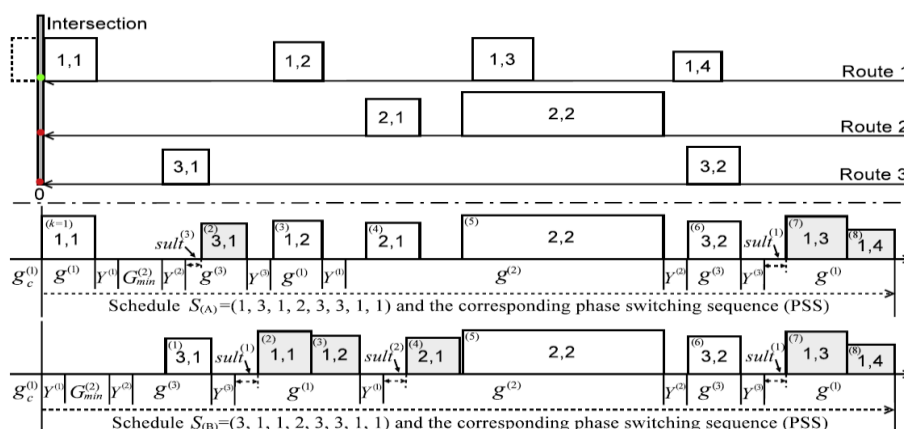 Intersection
1,1 1,2 1,3 1,4
Route 1
2,1 2,2
Route 2
3,1 3,2
Route 3
0
(k=1) 1,1 sult(3) (2) 3,1 (3) 1,2 (4) 2,1 (5) 2,2 (6) 3,2 sult(1) (7) 1,3 (8) 1,4
g_c^(1) g^(1) Y^(1) G_min^(2) Y^(2) g^(3) Y^(3) g^(1) Y^(1) g^(2) Y^(2) g^(3) Y^(3) g^(1)
Schedule S(A)=(1, 3, 1, 2, 3, 3, 1, 1) and the corresponding phase switching sequence (PSS)
(1) 3,1 sult(1) (2) 1,1 (3) 1,2 sult(2) (4) 2,1 (5) 2,2 (6) 3,2 sult(1) (7) 1,3 (8) 1,4
g_c^(1) Y^(1) G_min^(2) Y^(2) g^(3) Y^(3) g^(1) Y^(1) g^(2) Y^(2) g^(3) Y^(3) g^(1)
Schedule S(B)=(3, 1, 1, 2, 3, 3, 1, 1) and the corresponding phase switching sequence (PSS)